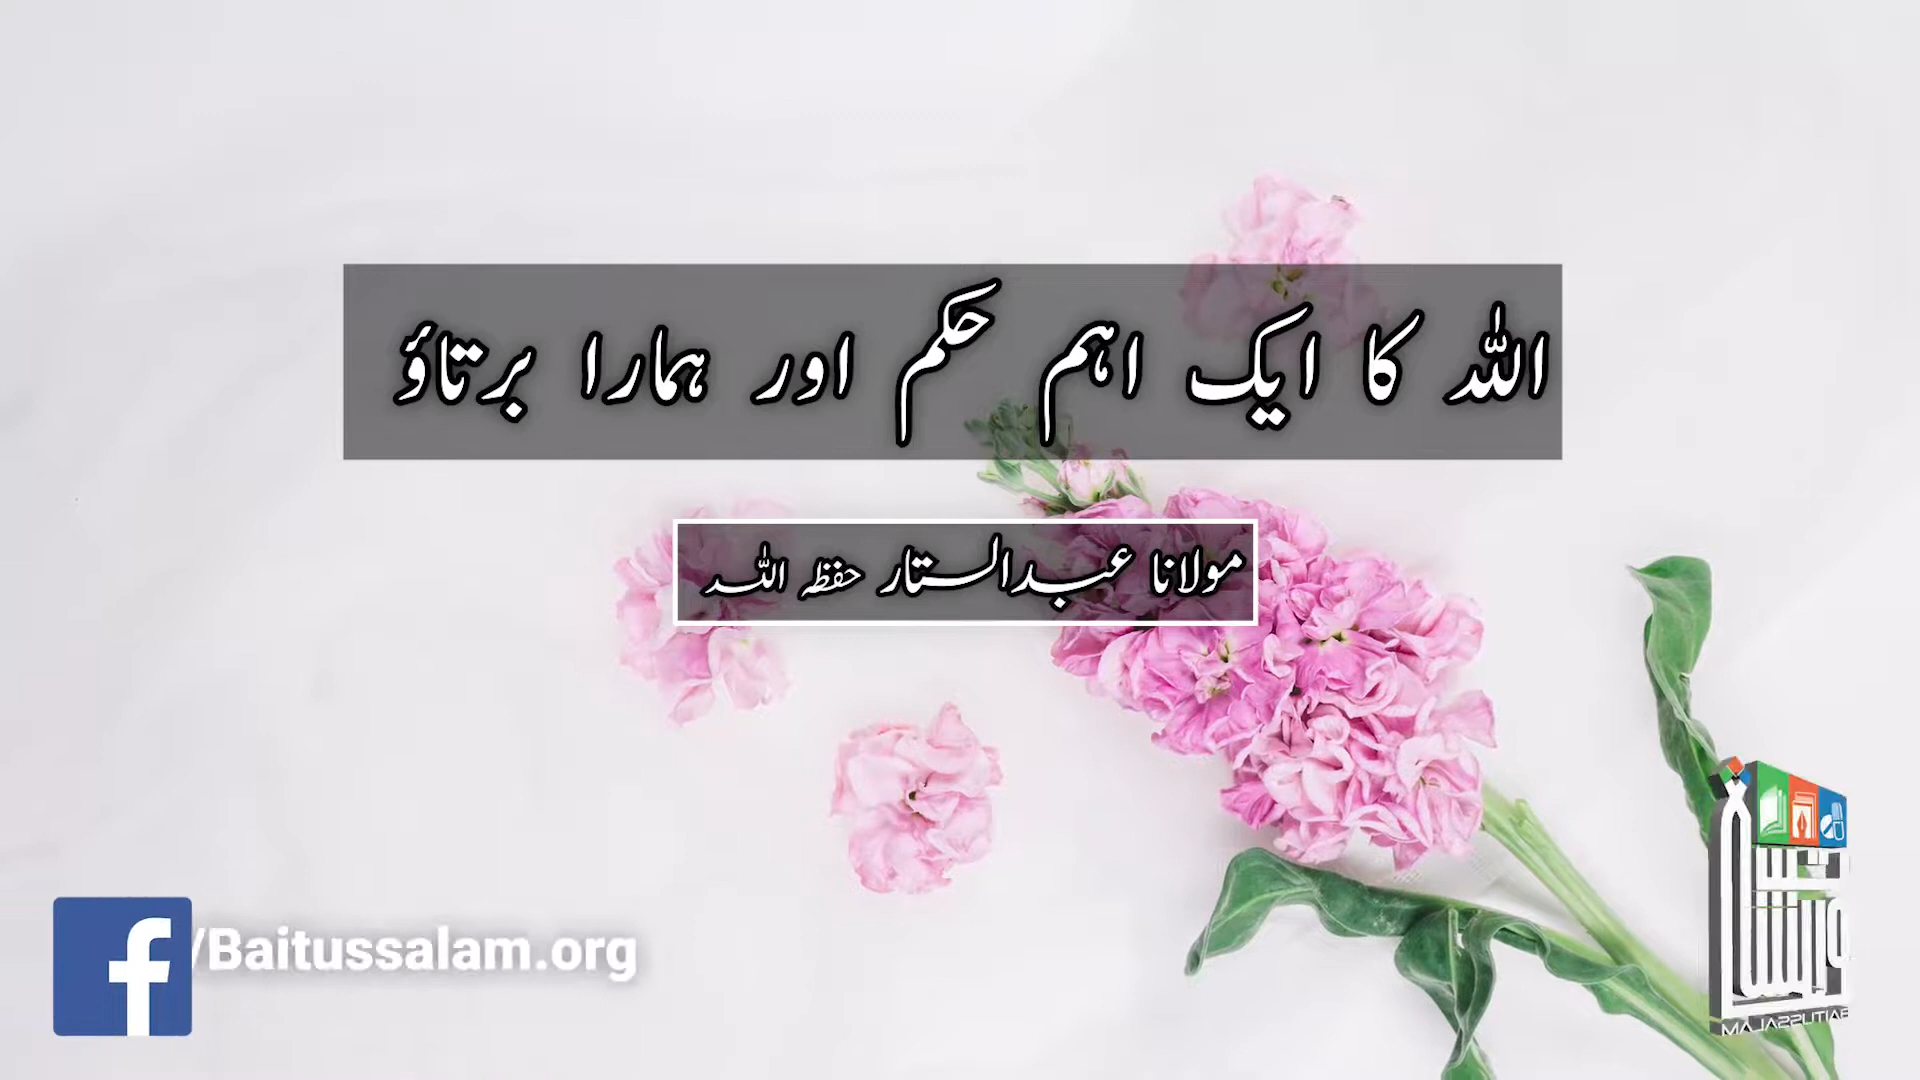 اللہ کا ایک اہم حکم اور ہمارا برتاؤ
مولانا عبدالستار حفظہ اللہ
/Baitussalam.org